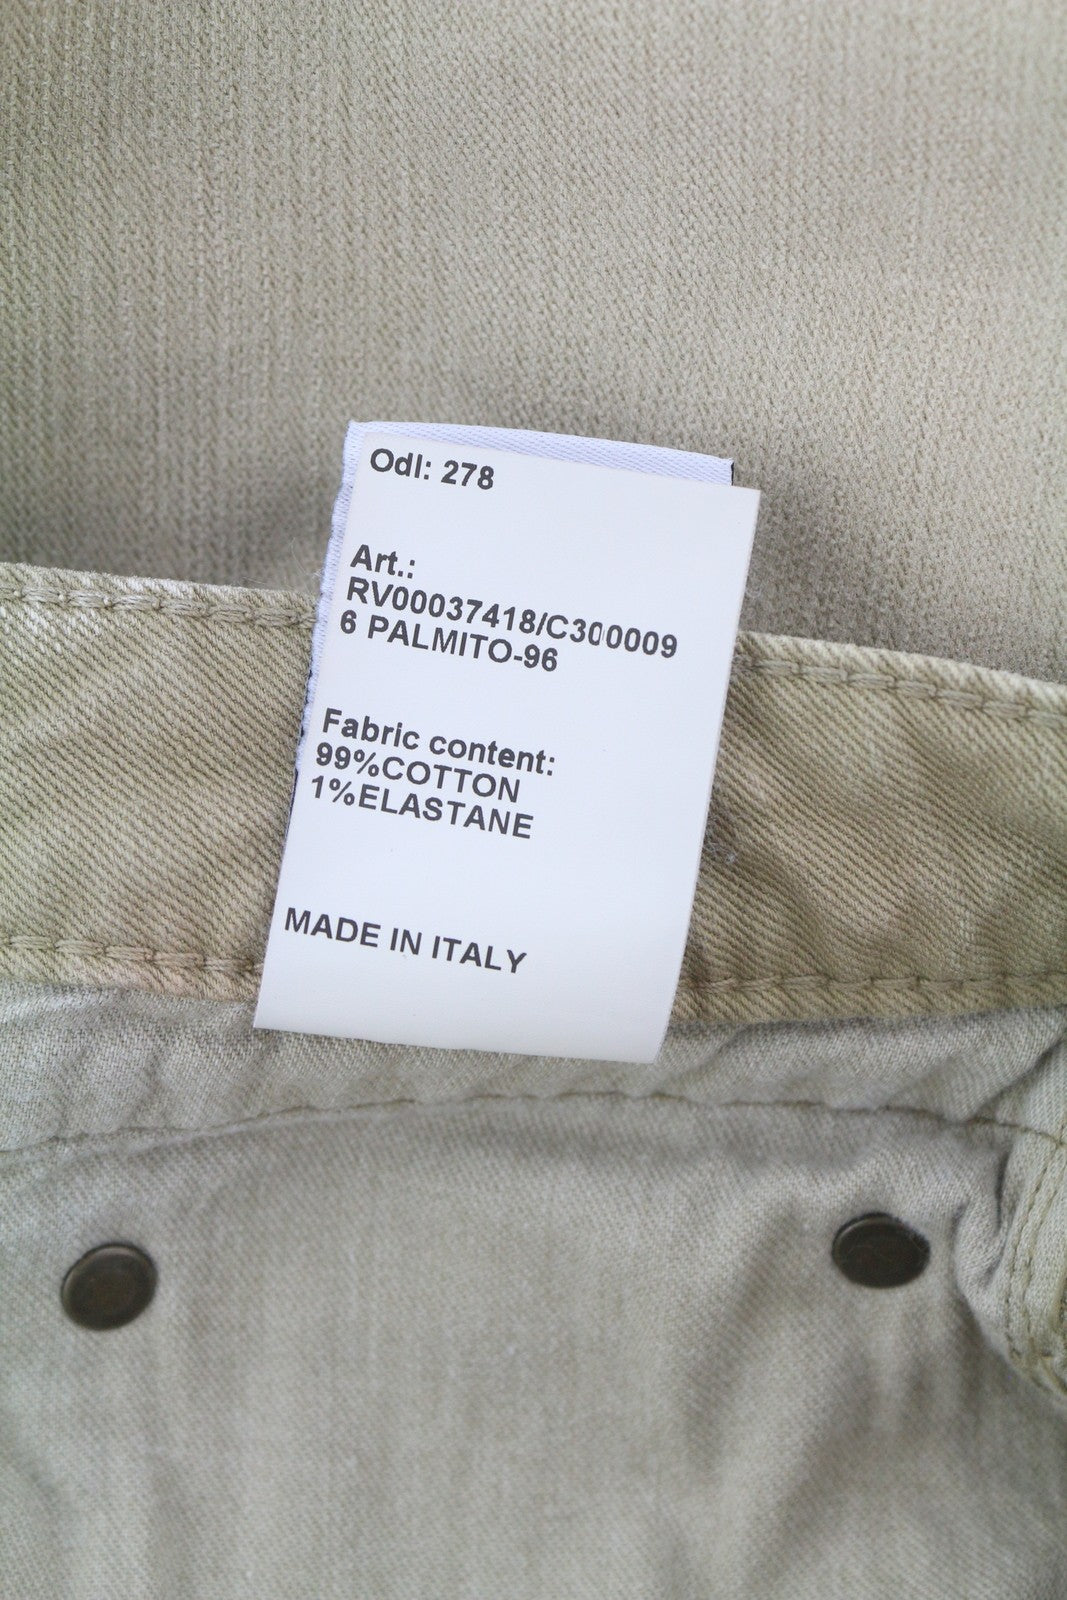 Odl: 278
Art.:
RV00037418/C300009
6 PALMITO-96
Fabric content:
99%COTTON
1%ELASTANE
MADE IN ITALY